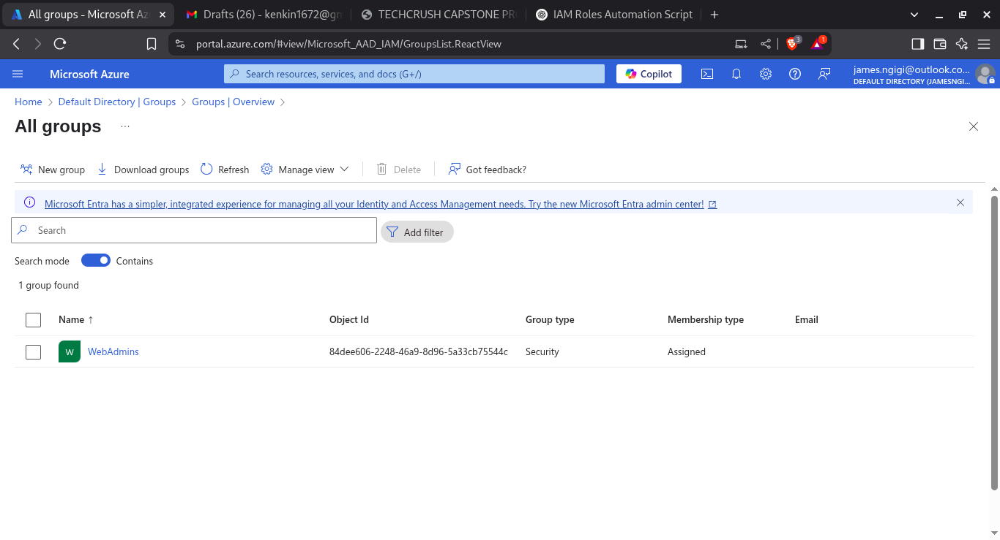 All groups - Microsoft Az
Drafts (26) - kenkin1672@gm
TECHCRUSH CAPSTONE PR
IAM Roles Automation Script
portal.azure.com/#view/Microsoft_AAD_IAM/GroupsList.ReactView
3
1
Microsoft Azure
Search resources, services, and docs (G+/)
Copilot
james.ngigi@outlook.co...
DEFAULT DIRECTORY (JAMESNGI...
Home > Default Directory | Groups > Groups | Overview >
All groups ...
New group
Download groups
Refresh
Manage view
Delete
Got feedback?
Microsoft Entra has a simpler, integrated experience for managing all your Identity and Access Management needs. Try the new Microsoft Entra admin center!
Search
Add filter
Search mode
Contains
1 group found
Name ↑ Object Id Group type Membership type Email
W WebAdmins 84dee606-2248-46a9-8d96-5a33cb75544c Security Assigned